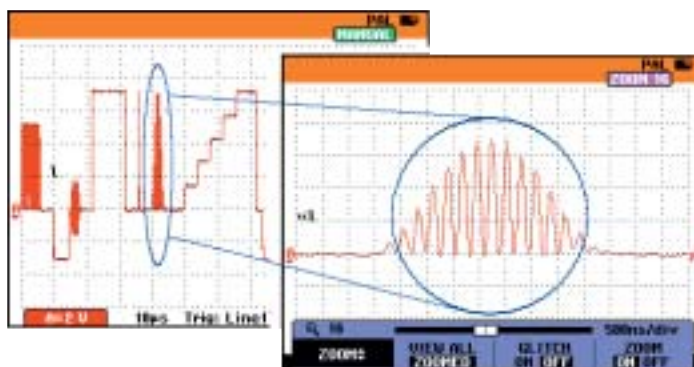 PAL
MANUAL
A=2 V 10µs Trig: Line1
PAL
ZOOM 16
16 500ns/div
ZOOM VIEW ALL GLITCH ZOOM
ZOOMED ON OFF ON OFF